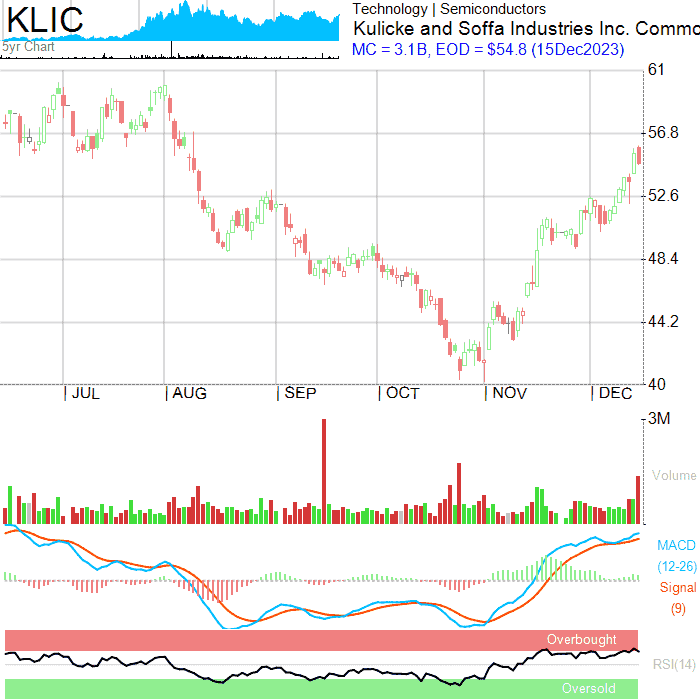 KLIC
5yr Chart
Technology | Semiconductors
Kulicke and Soffa Industries Inc. Commo
MC = 3.1B, EOD = $54.8 (15Dec2023)
61
56.8
52.6
48.4
44.2
40
| JUL | AUG | SEP | OCT | NOV | DEC
3M
Volume
MACD
(12-26)
Signal
(9)
Overbought
RSI(14)
Oversold